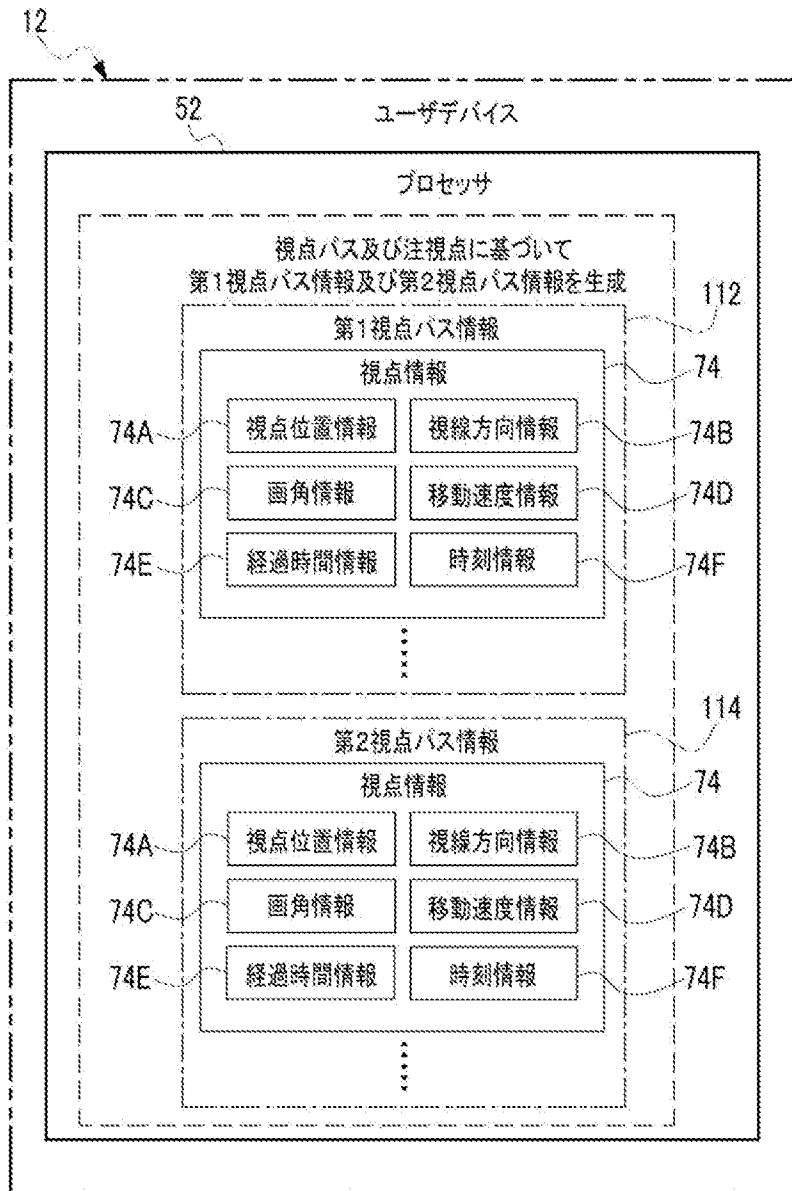 12
ユーザデバイス
52
プロセッサ
視点パス及び注視点に基づいて
第1視点パス情報及び第2視点パス情報を生成
112
第1視点パス情報
74
視点情報
74A 視点位置情報 視線方向情報 74B
74C 画角情報 移動速度情報 74D
74E 経過時間情報 時刻情報 74F
114
第2視点パス情報
74
視点情報
74A 視点位置情報 視線方向情報 74B
74C 画角情報 移動速度情報 74D
74E 経過時間情報 時刻情報 74F